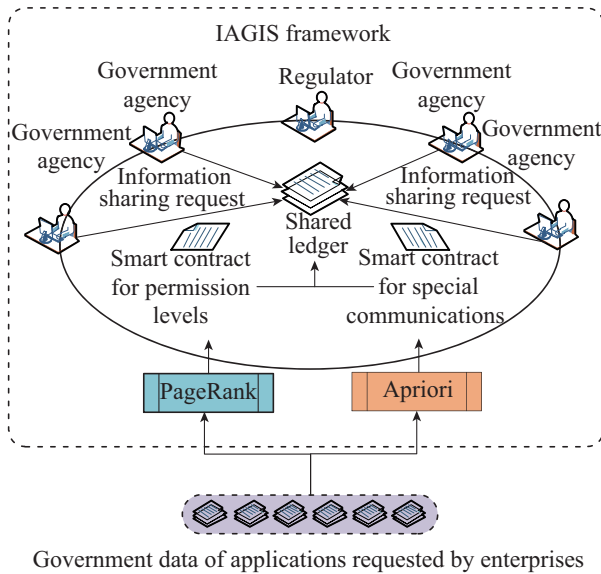 IAGIS framework
Government
agency
Regulator
Government
agency
Government
agency
Government
agency
Information
sharing request
Information
sharing request
Shared
ledger
Smart contract
for permission
levels
Smart contract
for special
communications
PageRank
Apriori
Government data of applications requested by enterprises